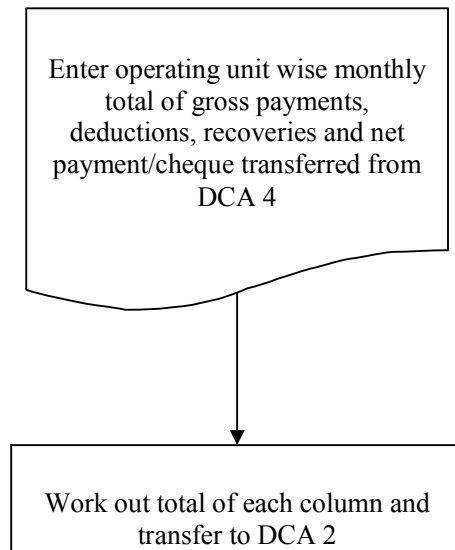 Enter operating unit wise monthly
total of gross payments,
deductions, recoveries and net
payment/cheque transferred from
DCA 4
Work out total of each column and
transfer to DCA 2